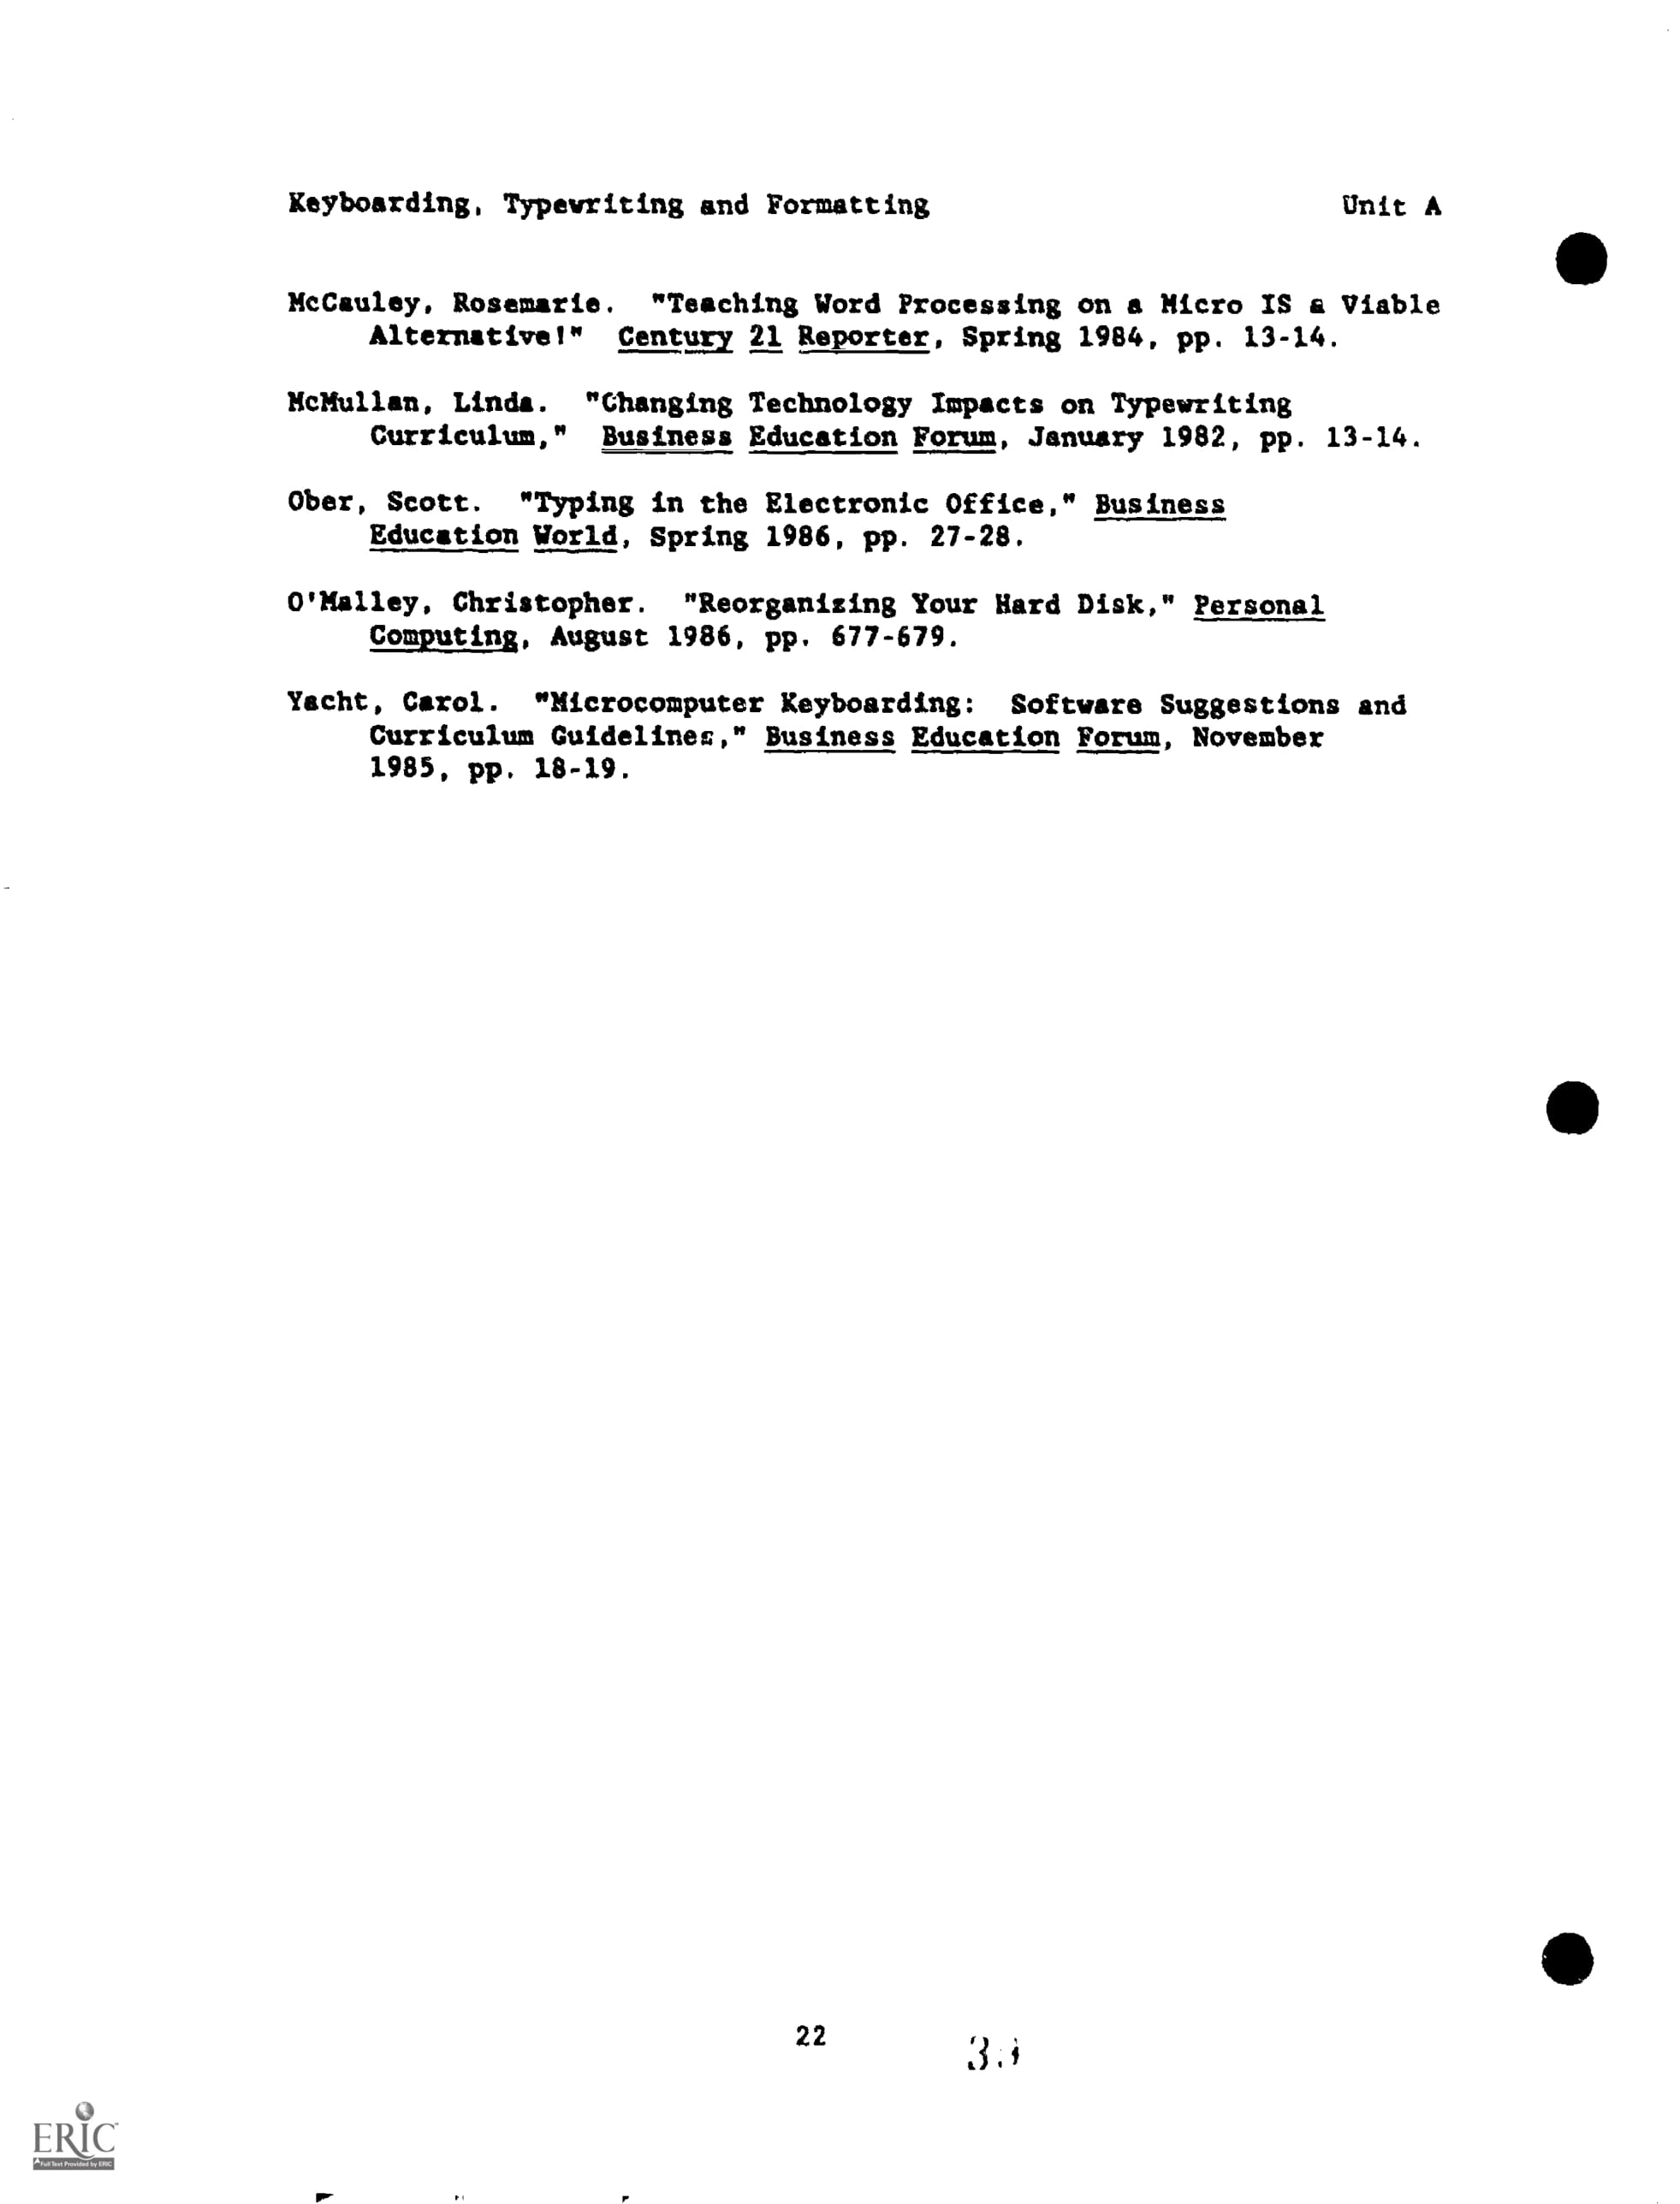 Keyboarding, Typewriting and Formatting Unit A
McCauley, Rosemarie. "Teaching Word Processing on a Micro IS a Viable
Alternative!" Century 21 Reporter, Spring 1984, pp. 13-14.
McMullan, Linda. "Changing Technology Impacts on Typewriting
Curriculum," Business Education Forum, January 1982, pp. 13-14.
Ober, Scott. "Typing in the Electronic Office," Business
Education World, Spring 1986, pp. 27-28.
O'Malley, Christopher. "Reorganizing Your Hard Disk," Personal
Computing, August 1986, pp. 677-679.
Yacht, Carol. "Microcomputer Keyboarding: Software Suggestions and
Curriculum Guidelines," Business Education Forum, November
1985, pp. 18-19.
22
ERIC
Full Text Provided by ERIC